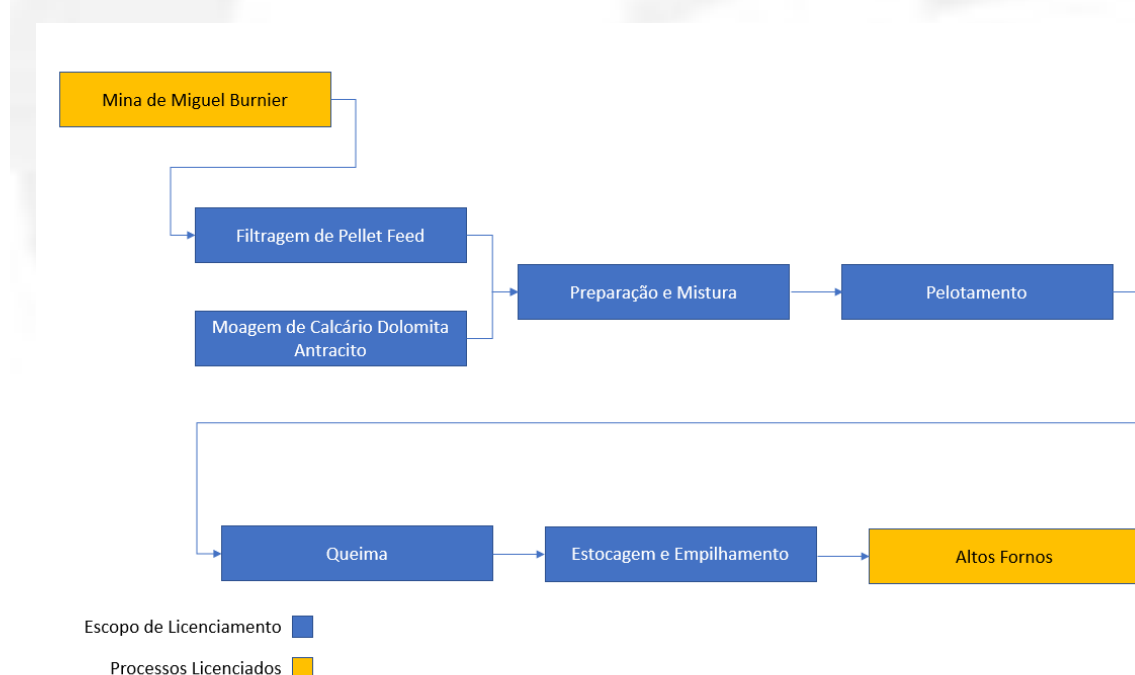 Mina de Miguel Burnier
Filtragem de Pellet Feed
Moagem de Calcário Dolomita
Antracito
Preparação e Mistura
Pelotamento
Queima
Estocagem e Empilhamento
Altos Fornos
Escopo de Licenciamento
Processos Licenciados